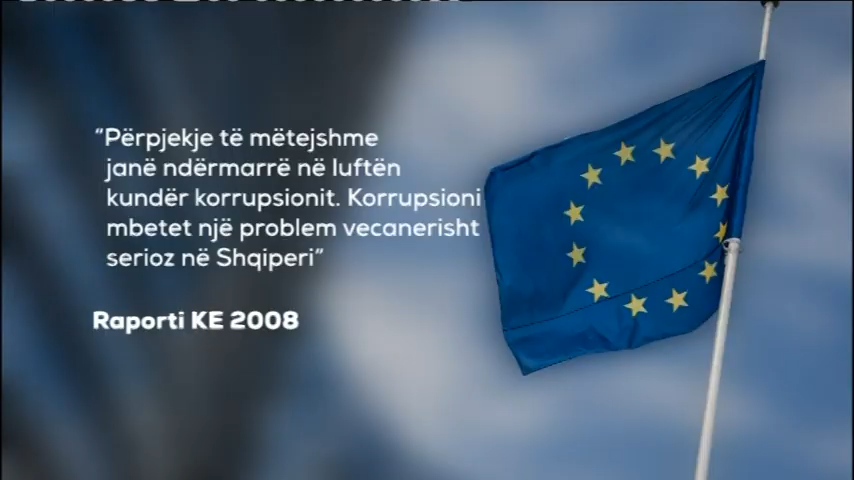 “Përpjekje të mëtejshme
janë ndërmarrë në luftën
kundër korrupsionit. Korrupsioni
mbetet një problem vecanerisht
serioz në Shqiperi”
Raporti KE 2008